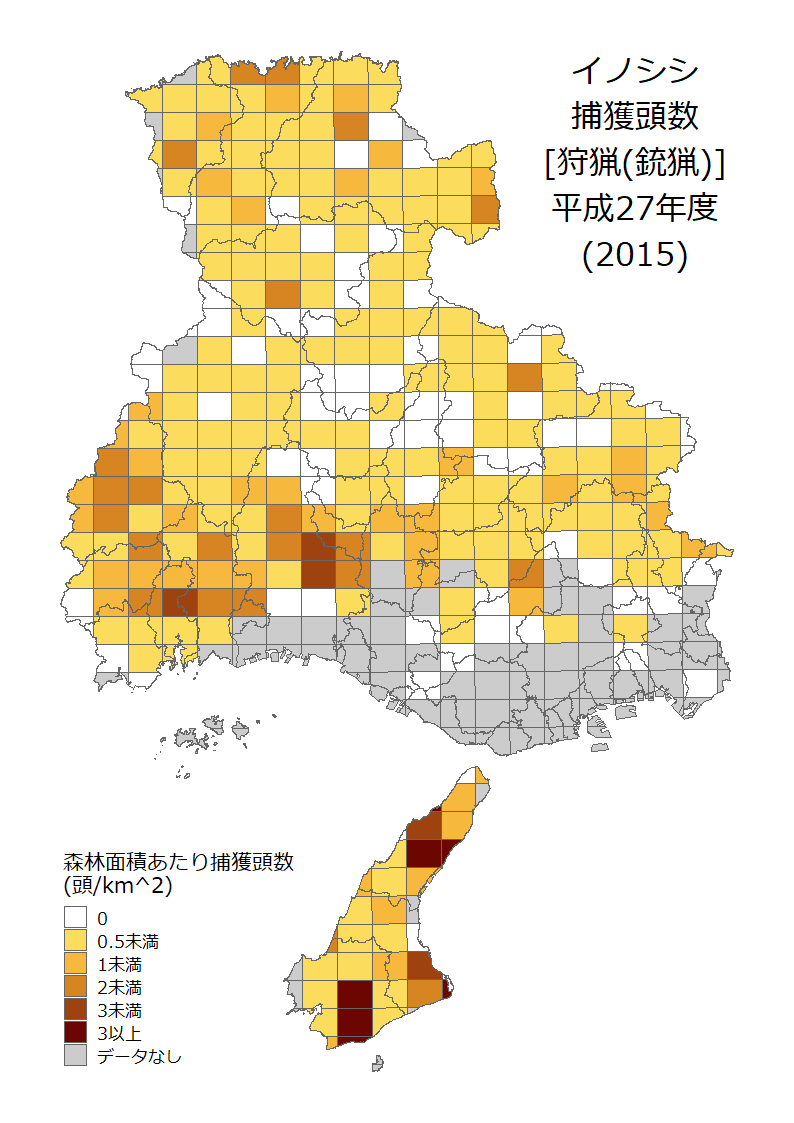 イノシシ
捕獲頭数
[狩猟(銃猟)]
平成27年度
(2015)
森林面積あたり捕獲頭数
(頭/km^2)
0
0.5未満
1未満
2未満
3未満
3以上
データなし